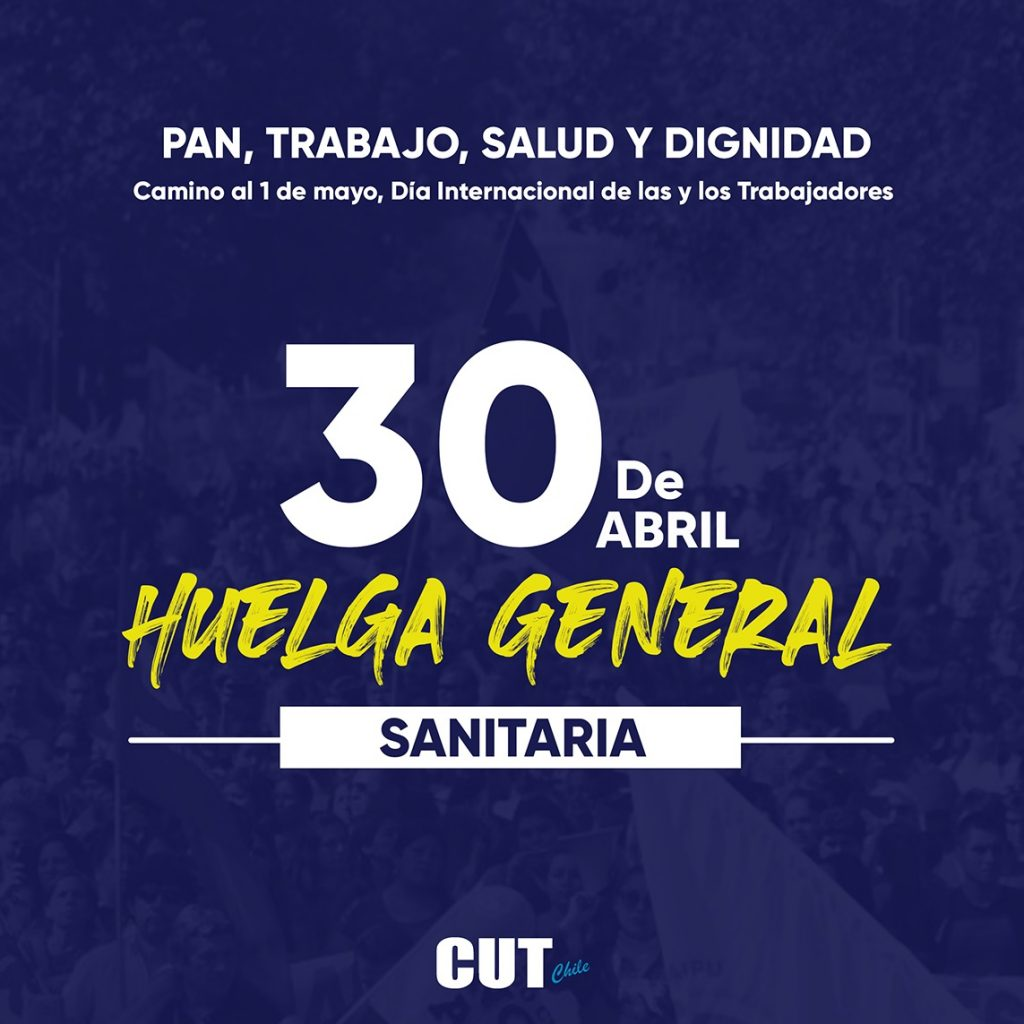 PAN, TRABAJO, SALUD Y DIGNIDAD
Camino al 1 de mayo, Día Internacional de las y los Trabajadores
30 De
ABRIL
HUELGA GENERAL
SANITARIA
CUT Chile